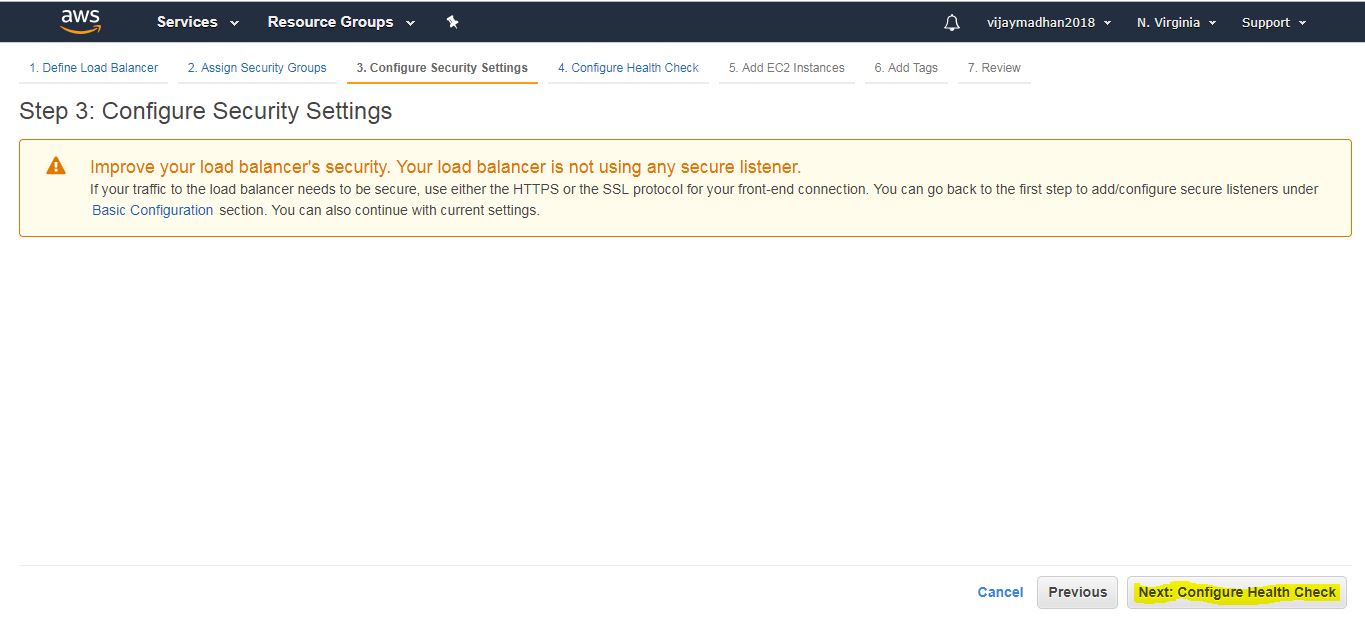 aws Services Resource Groups vijaymadhan2018 N. Virginia Support
1. Define Load Balancer 2. Assign Security Groups 3. Configure Security Settings 4. Configure Health Check 5. Add EC2 Instances 6. Add Tags 7. Review
Step 3: Configure Security Settings
Improve your load balancer's security. Your load balancer is not using any secure listener.
If your traffic to the load balancer needs to be secure, use either the HTTPS or the SSL protocol for your front-end connection. You can go back to the first step to add/configure secure listeners under
Basic Configuration section. You can also continue with current settings.
Cancel Previous Next: Configure Health Check